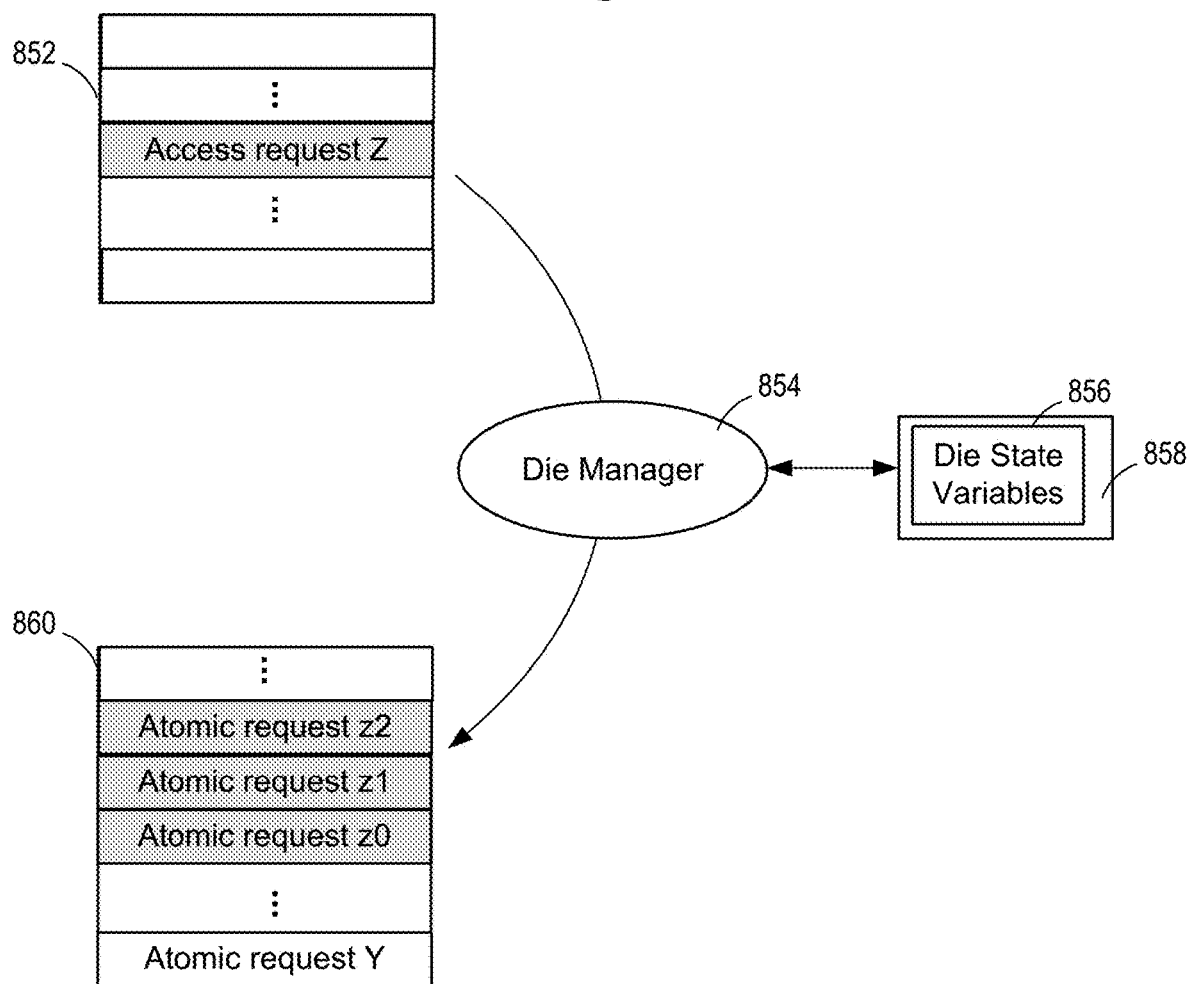 852
⋮
Access request Z
⋮
854
856
Die Manager
Die State
Variables
858
860
⋮
Atomic request z2
Atomic request z1
Atomic request z0
⋮
Atomic request Y